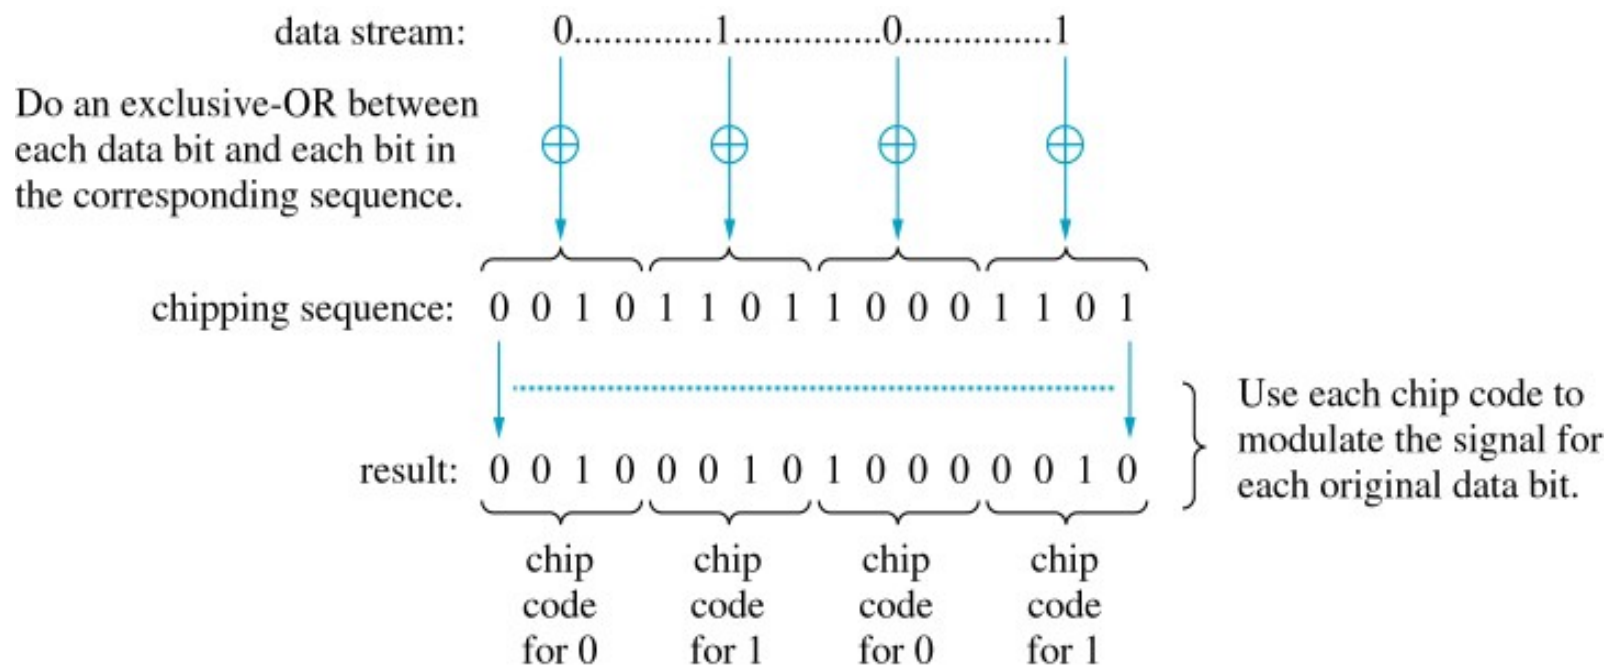 data stream: 0..............1...............0...............1
Do an exclusive-OR between
each data bit and each bit in
the corresponding sequence.
chipping sequence: 0 0 1 0 1 1 0 1 1 0 0 0 1 1 0 1
Use each chip code to
modulate the signal for
each original data bit.
result: 0 0 1 0 0 0 1 0 1 0 0 0 0 0 1 0
chip chip chip chip
code code code code
for 0 for 1 for 0 for 1